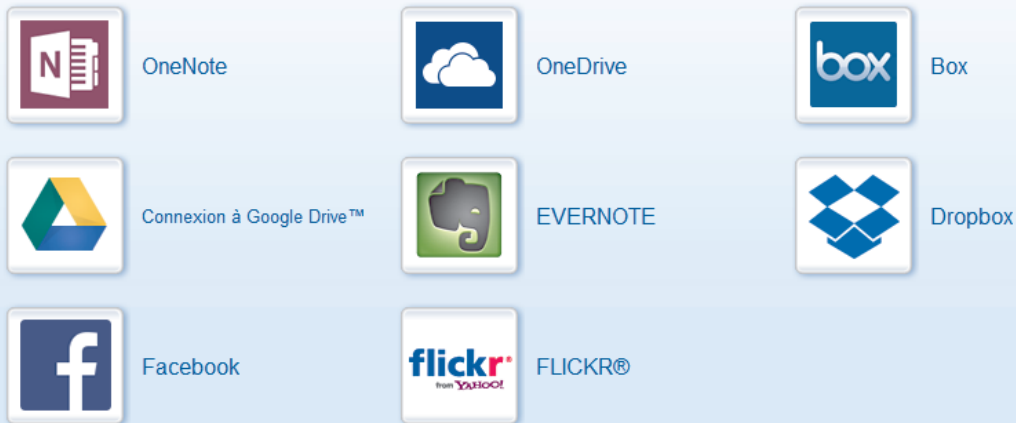 N
OneNote
OneDrive
box
Box
Connexion à Google Drive™
EVERNOTE
Dropbox
f
Facebook
flickr
from YAHOO!
FLICKR®